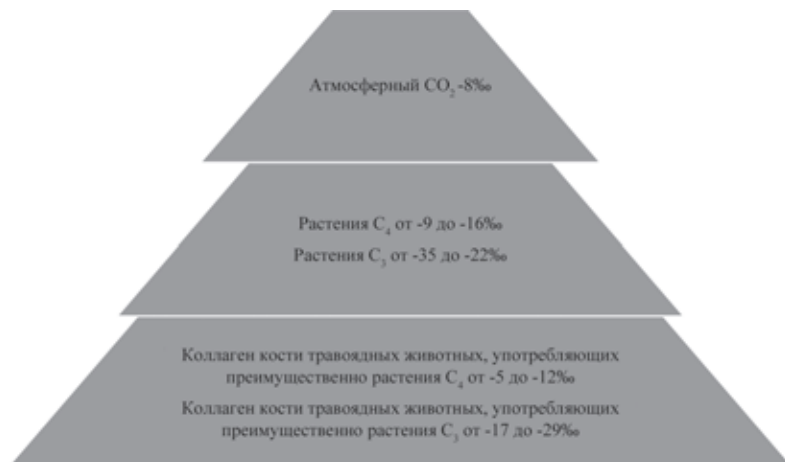 Атмосферный CO₂ -8‰
Растения C₄ от -9 до -16‰
Растения C₃ от -35 до -22‰
Коллаген кости травоядных животных, употребляющих
преимущественно растения C₄ от -5 до -12‰
Коллаген кости травоядных животных, употребляющих
преимущественно растения C₃ от -17 до -29‰